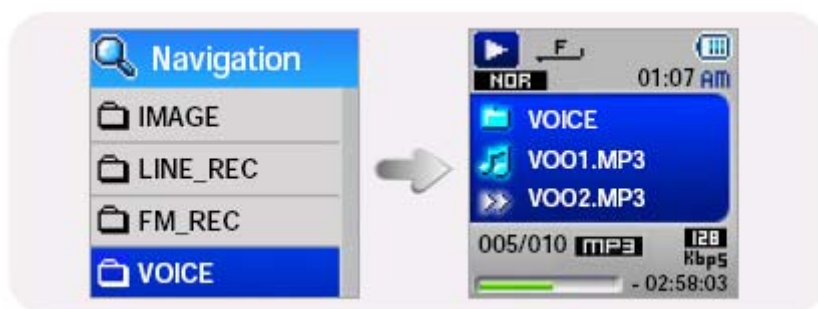 Navigation
IMAGE
LINE_REC
FM_REC
VOICE
F
NOR 01:07 AM
VOICE
VOO1.MP3
VOO2.MP3
005/010 MP3 128 Kbps
- 02:58:03